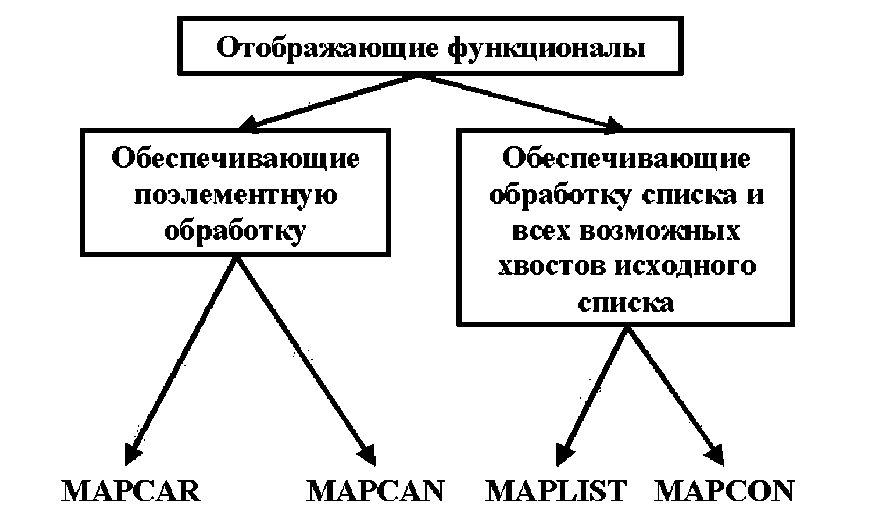 Отображающие функционалы
Обеспечивающие
поэлементную
обработку
Обеспечивающие
обработку списка и
всех возможных
хвостов исходного
списка
MAPCAR
MAPCAN
MAPLIST
MAPCON